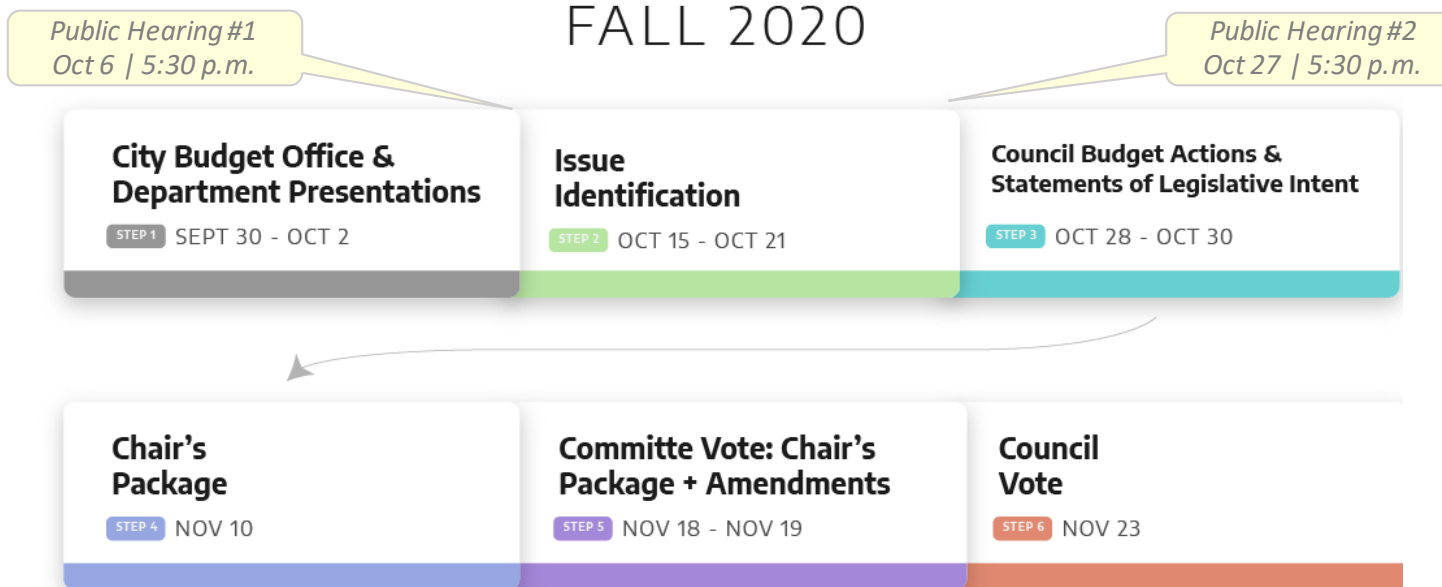 FALL 2020
Public Hearing #1
Oct 6 | 5:30 p.m.
Public Hearing #2
Oct 27 | 5:30 p.m.
City Budget Office &
Department Presentations
STEP 1 SEPT 30 - OCT 2
Issue
Identification
STEP 2 OCT 15 - OCT 21
Council Budget Actions &
Statements of Legislative Intent
STEP 3 OCT 28 - OCT 30
Chair's
Package
STEP 4 NOV 10
Committe Vote: Chair's
Package + Amendments
STEP 5 NOV 18 - NOV 19
Council
Vote
STEP 6 NOV 23